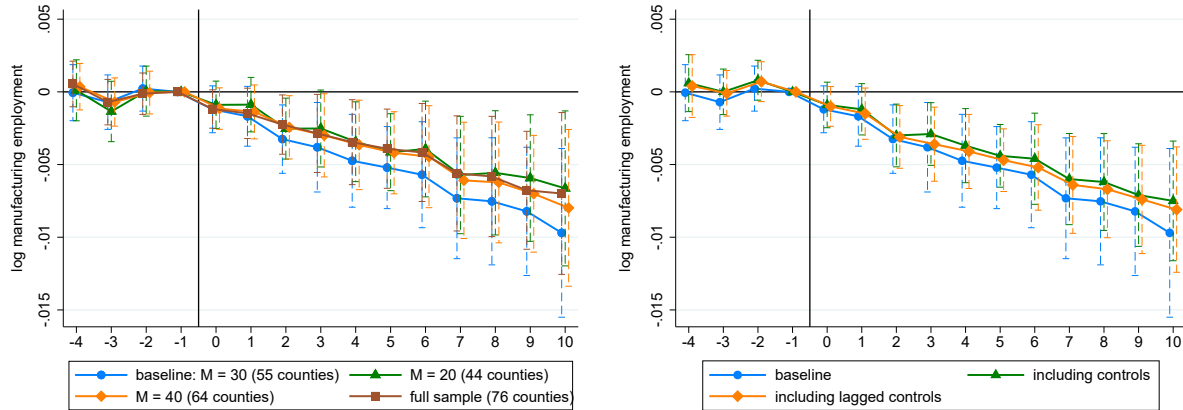 log manufacturing employment
.005
0
-.005
-.01
-.015
-4 -3 -2 -1 0 1 2 3 4 5 6 7 8 9 10
baseline: M = 30 (55 counties)
M = 20 (44 counties)
M = 40 (64 counties)
full sample (76 counties)
log manufacturing employment
.005
0
-.005
-.01
-.015
-4 -3 -2 -1 0 1 2 3 4 5 6 7 8 9 10
baseline
including controls
including lagged controls